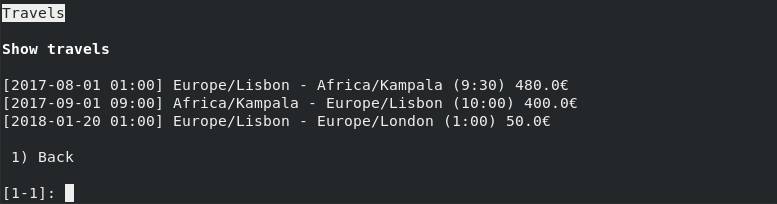 Travels
Show travels
[2017-08-01 01:00] Europe/Lisbon - Africa/Kampala (9:30) 480.0€
[2017-09-01 09:00] Africa/Kampala - Europe/Lisbon (10:00) 400.0€
[2018-01-20 01:00] Europe/Lisbon - Europe/London (1:00) 50.0€
1) Back
[1-1]: